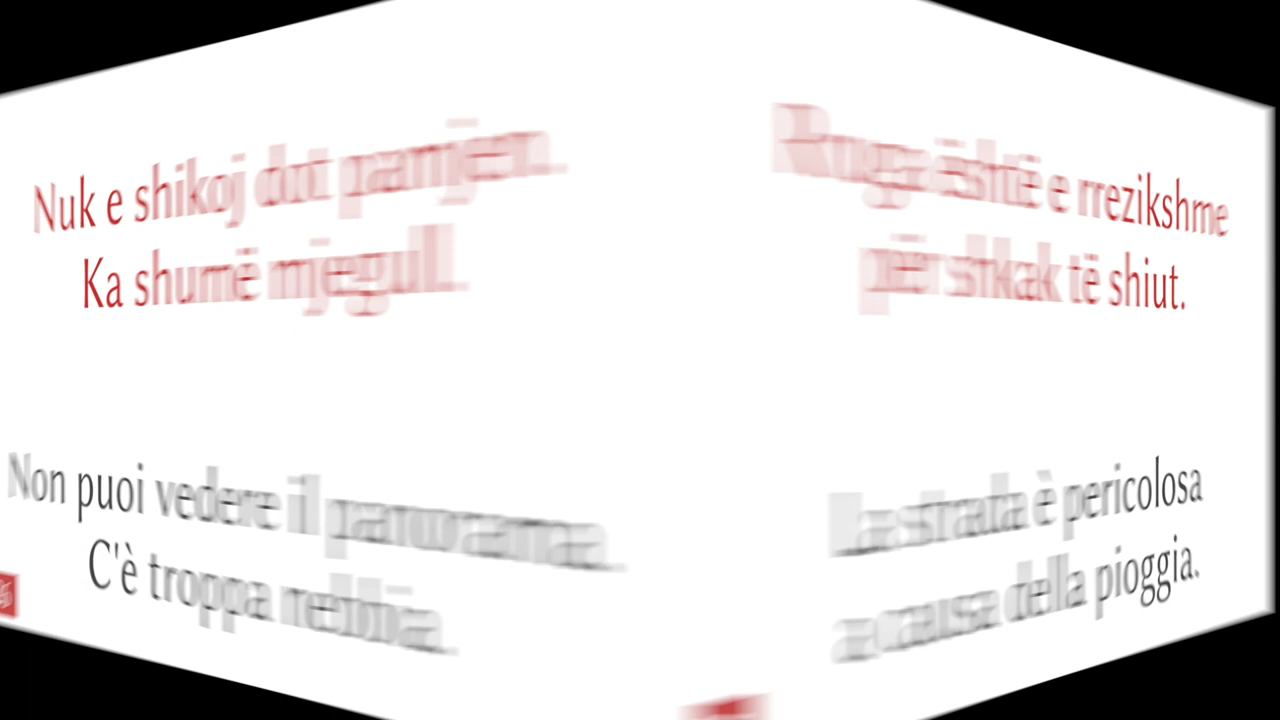 Nuk e shikoj dot pamjen.
Ka shumë mjegull.
Non puoi vedere il panorama.
C'è troppa nebbia.
Rruga është e rrezikshme
për shkak të shiut.
La strada è pericolosa
a causa della pioggia.